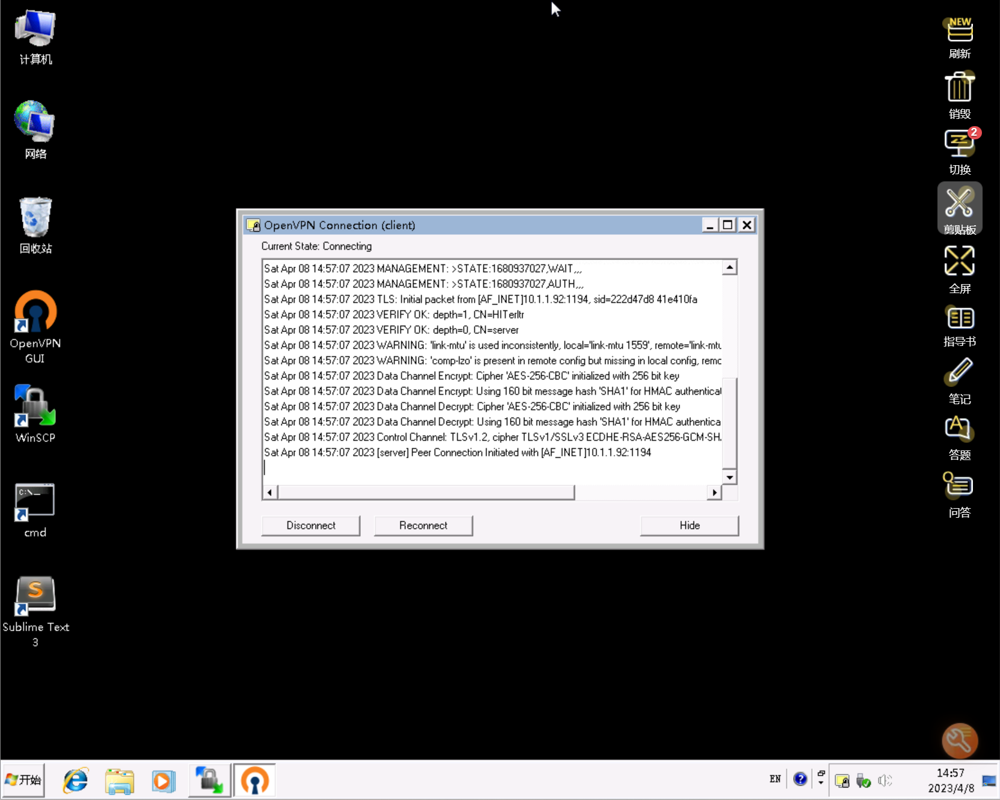 计算机
网络
回收站
OpenVPN
GUI
WinSCP
C:\_
cmd
S
Sublime Text
3
OpenVPN Connection (client)
Current State: Connecting
Sat Apr 08 14:57:07 2023 MANAGEMENT: >STATE:1680937027,WAIT,,,
Sat Apr 08 14:57:07 2023 MANAGEMENT: >STATE:1680937027,AUTH,,,
Sat Apr 08 14:57:07 2023 TLS: Initial packet from [AF_INET]10.1.1.92:1194, sid=222d47d8 41e410fa
Sat Apr 08 14:57:07 2023 VERIFY OK: depth=1, CN=HITerltr
Sat Apr 08 14:57:07 2023 VERIFY OK: depth=0, CN=server
Sat Apr 08 14:57:07 2023 WARNING: 'link-mtu' is used inconsistently, local='link-mtu 1559', remote='link-mtu
Sat Apr 08 14:57:07 2023 WARNING: 'comp-lzo' is present in remote config but missing in local config, remo
Sat Apr 08 14:57:07 2023 Data Channel Encrypt: Cipher 'AES-256-CBC' initialized with 256 bit key
Sat Apr 08 14:57:07 2023 Data Channel Encrypt: Using 160 bit message hash 'SHA1' for HMAC authenticat
Sat Apr 08 14:57:07 2023 Data Channel Decrypt: Cipher 'AES-256-CBC' initialized with 256 bit key
Sat Apr 08 14:57:07 2023 Data Channel Decrypt: Using 160 bit message hash 'SHA1' for HMAC authentica
Sat Apr 08 14:57:07 2023 Control Channel: TLSv1.2, cipher TLSv1/SSLv3 ECDHE-RSA-AES256-GCM-SHA
Sat Apr 08 14:57:07 2023 [server] Peer Connection Initiated with [AF_INET]10.1.1.92:1194
Disconnect
Reconnect
Hide
NEW
刷新
销毁
2
切换
剪贴板
全屏
指导书
笔记
A
答题
问答
开始
EN
14:57
2023/4/8